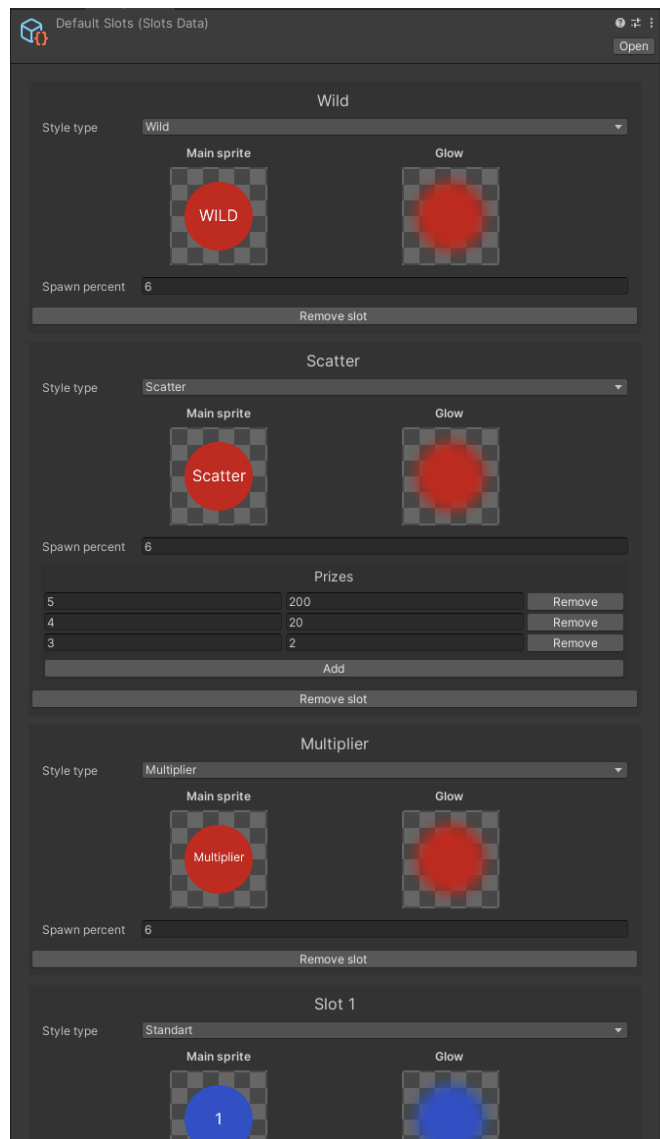 Default Slots (Slots Data)
Open
Wild
Style type Wild
Main sprite Glow
WILD
Spawn percent 6
Remove slot
Scatter
Style type Scatter
Main sprite Glow
Scatter
Spawn percent 6
Prizes
5 200 Remove
4 20 Remove
3 2 Remove
Add
Remove slot
Multiplier
Style type Multiplier
Main sprite Glow
Multiplier
Spawn percent 6
Remove slot
Slot 1
Style type Standart
Main sprite Glow
1